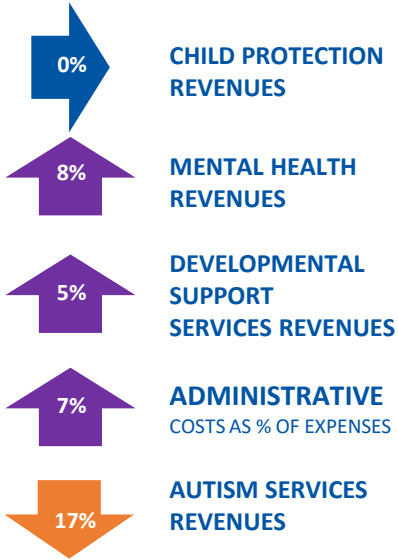 0%
CHILD PROTECTION
REVENUES
8%
MENTAL HEALTH
REVENUES
5%
DEVELOPMENTAL
SUPPORT
SERVICES REVENUES
7%
ADMINISTRATIVE
COSTS AS % OF EXPENSES
17%
AUTISM SERVICES
REVENUES